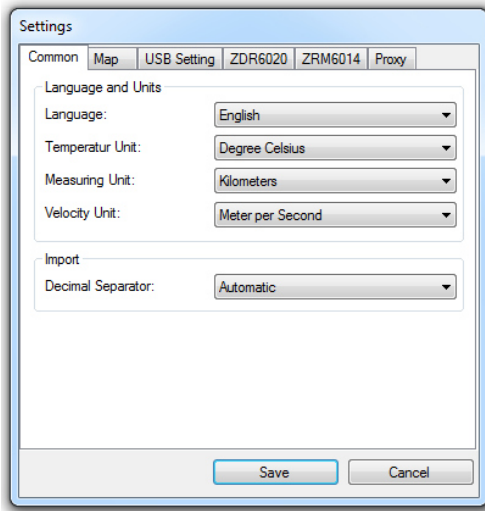 Settings
Common Map USB Setting ZDR6020 ZRM6014 Proxy
Language and Units
Language: English
Temperatur Unit: Degree Celsius
Measuring Unit: Kilometers
Velocity Unit: Meter per Second
Import
Decimal Separator: Automatic
Save Cancel